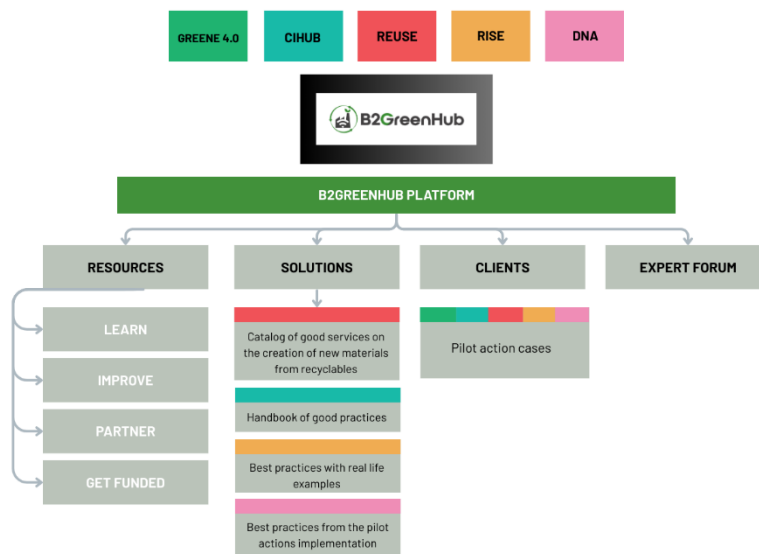 GREENE 4.0
CIHUB
REUSE
RISE
DNA
B2GreenHub
B2GREENHUB PLATFORM
RESOURCES
SOLUTIONS
CLIENTS
EXPERT FORUM
LEARN
IMPROVE
PARTNER
GET FUNDED
Catalog of good services on
the creation of new materials
from recyclables
Handbook of good practices
Best practices with real life
examples
Best practices from the pilot
actions implementation
Pilot action cases